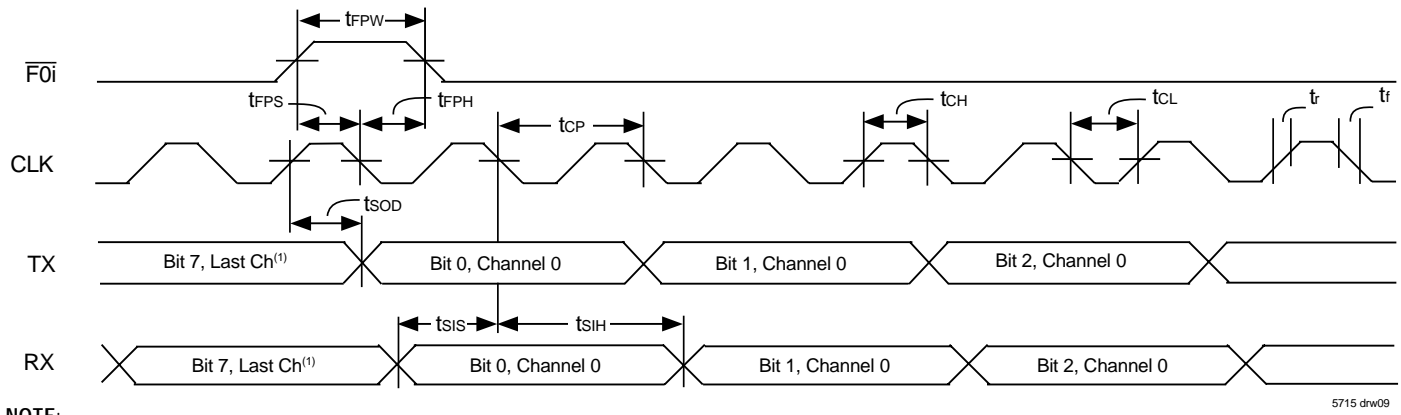 tFPW
F0i
tFPS
tFPH
tCP
tCH
tCL
tr
tf
CLK
tSOD
TX
Bit 7, Last Ch(1)
Bit 0, Channel 0
Bit 1, Channel 0
Bit 2, Channel 0
tSIS
tSIH
RX
Bit 7, Last Ch(1)
Bit 0, Channel 0
Bit 1, Channel 0
Bit 2, Channel 0
5715 drw09
NOTE: